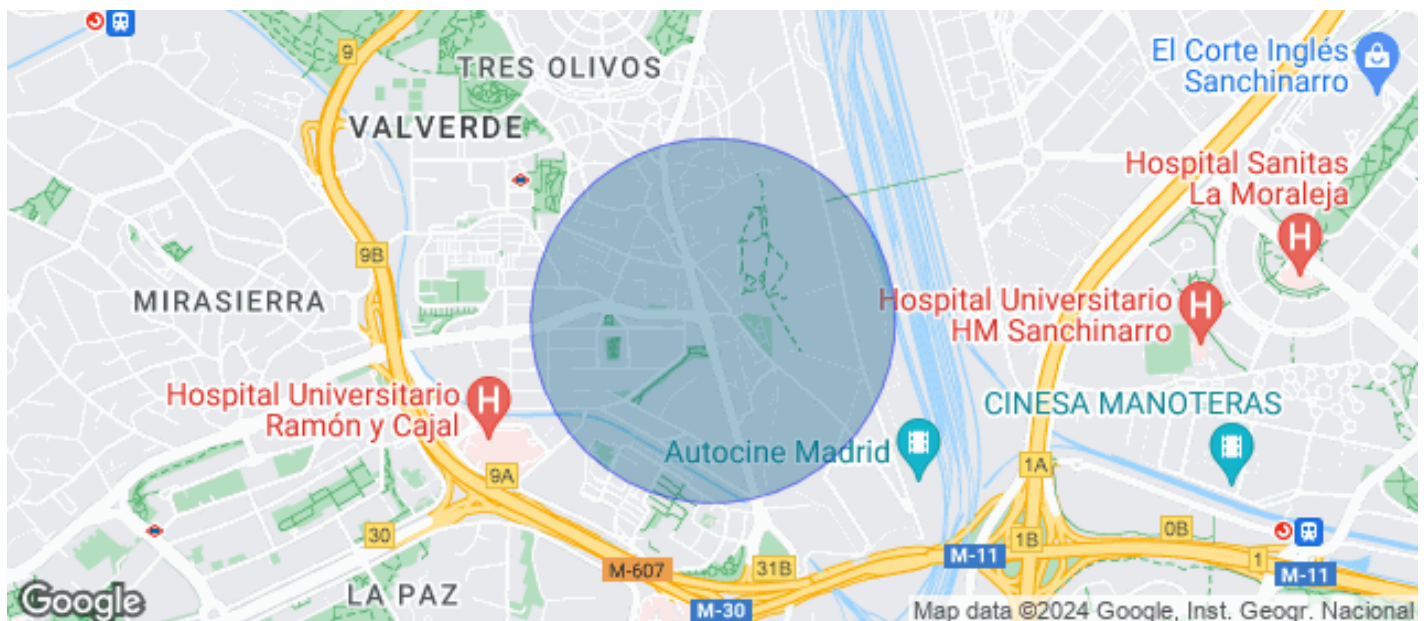 9
TRES OLIVOS
VALVERDE
El Corte Inglés
Sanchinarro
Hospital Sanitas
La Moraleja
9B
MIRASIERRA
Hospital Universitario
HM Sanchinarro
Hospital Universitario
Ramón y Cajal
H
H
H
CINESA MANOTERAS
Autocine Madrid
9A
1A
30
0B
1B
M-11
1
31B
M-607
M-11
LA PAZ
M-30
Google
Map data ©2024 Google, Inst. Geogr. Nacional